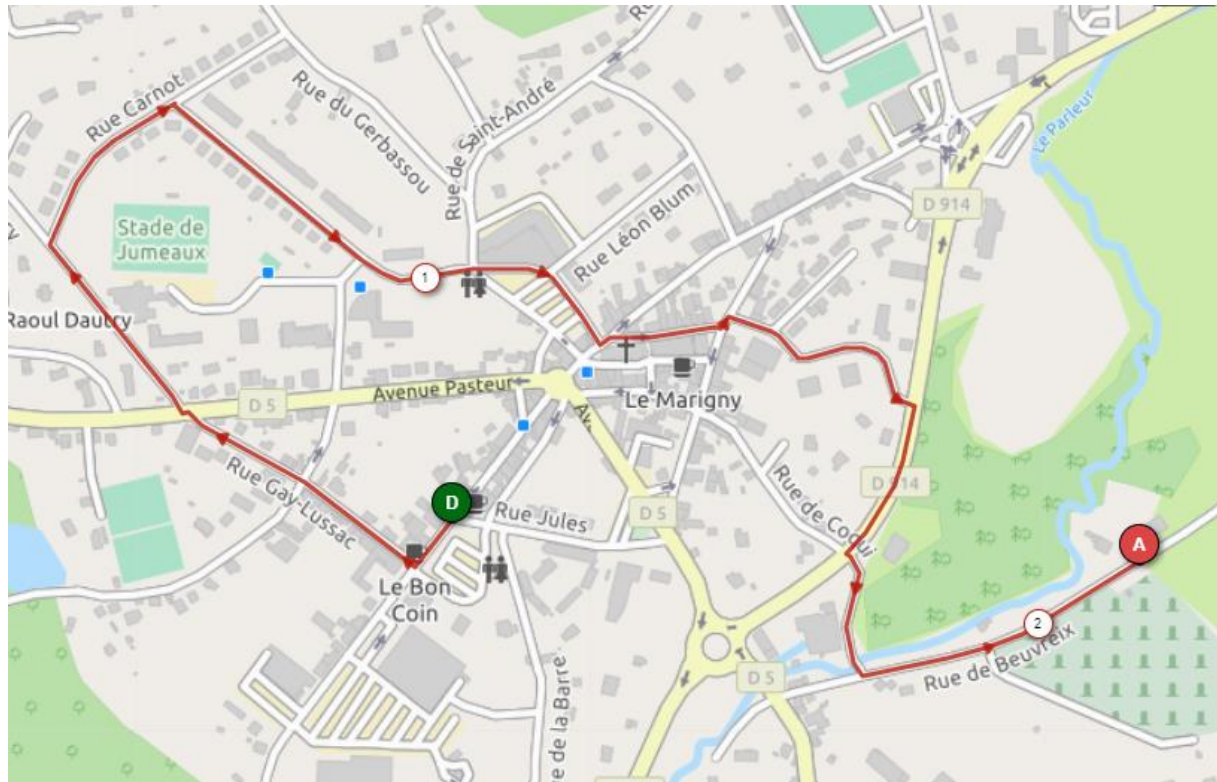 Rue Carnot
Rue du Gerbassou
Rue de Saint-André
Le Parleur
D 914
Stade de
Jumeaux
Rue Léon Blum
1
Raoul Dautry
Avenue Pasteur
D 5
Le Marigny
Av.
Rue Gay-Lussac
D
Rue Jules
D 5
Rue de Coqui
D 914
A
Le Bon
Coin
2
Rue de Beuvreix
D 5
e de la Barre